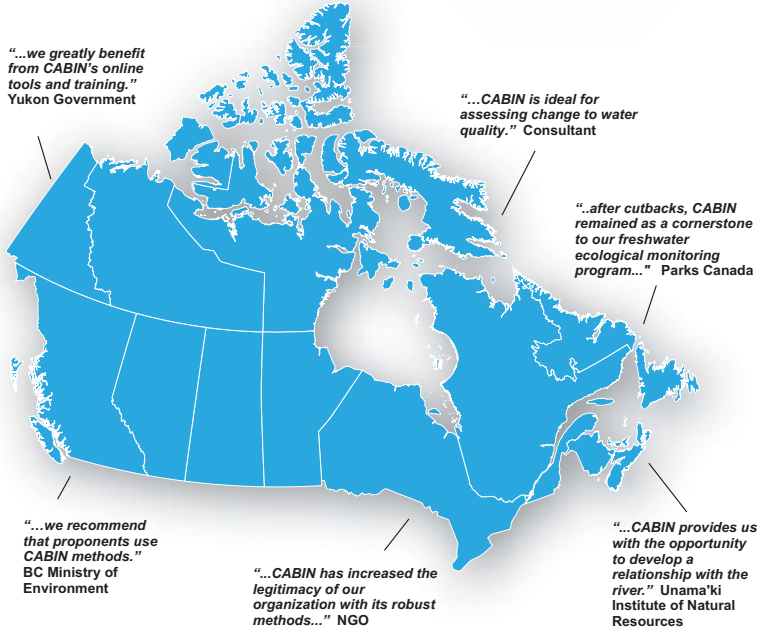 “...we greatly benefit
from CABIN’s online
tools and training.”
Yukon Government
“…CABIN is ideal for
assessing change to water
quality.” Consultant
“..after cutbacks, CABIN
remained as a cornerstone
to our freshwater
ecological monitoring
program..." Parks Canada
“…we recommend
that proponents use
CABIN methods.”
BC Ministry of
Environment
“...CABIN has increased the
legitimacy of our
organization with its robust
methods...” NGO
“...CABIN provides us
with the opportunity
to develop a
relationship with the
river.” Unama'ki
Institute of Natural
Resources